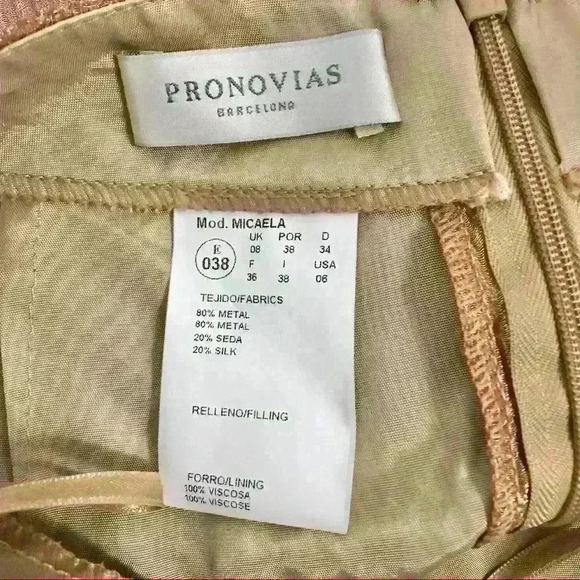 PRONOVIAS
BARCELONA
Mod. MICAELA
UK POR D
E 08 38 34
038 F I USA
36 38 06
TEJIDO/FABRICS
80% METAL
80% METAL
20% SEDA
20% SILK
RELLENO/FILLING
FORRO/LINING
100% VISCOSA
100% VISCOSE